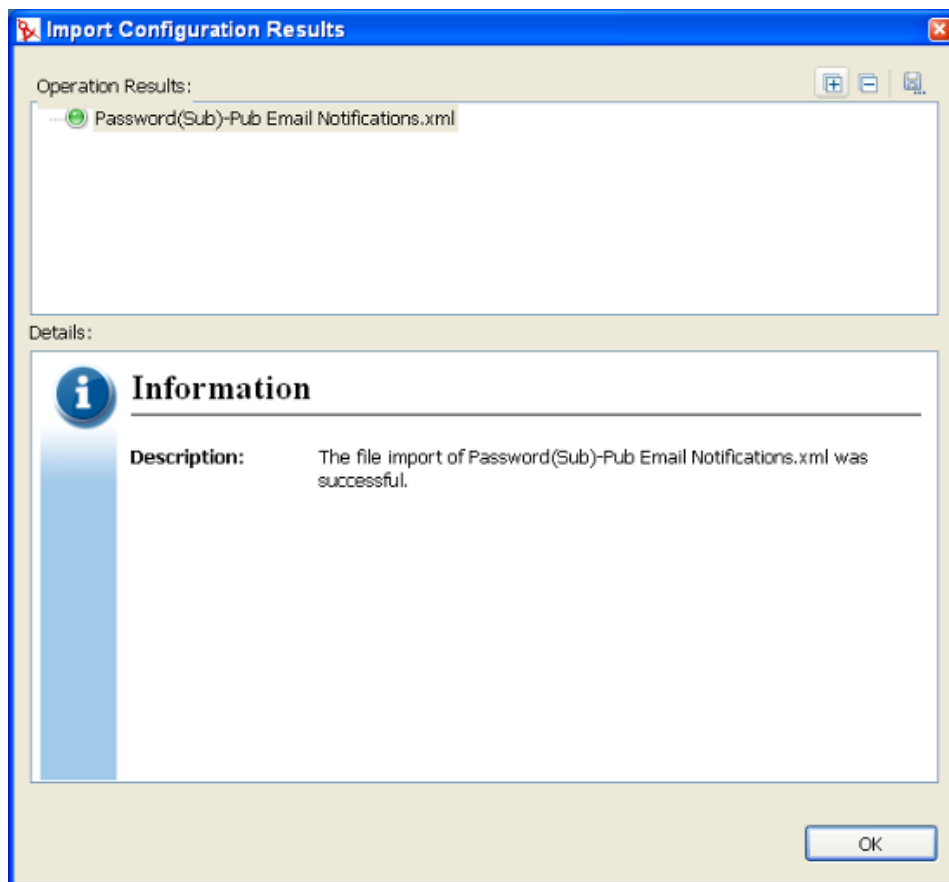 Import Configuration Results
Operation Results:
Password(Sub)-Pub Email Notifications.xml
Details:
Information
Description: The file import of Password(Sub)-Pub Email Notifications.xml was
successful.
OK